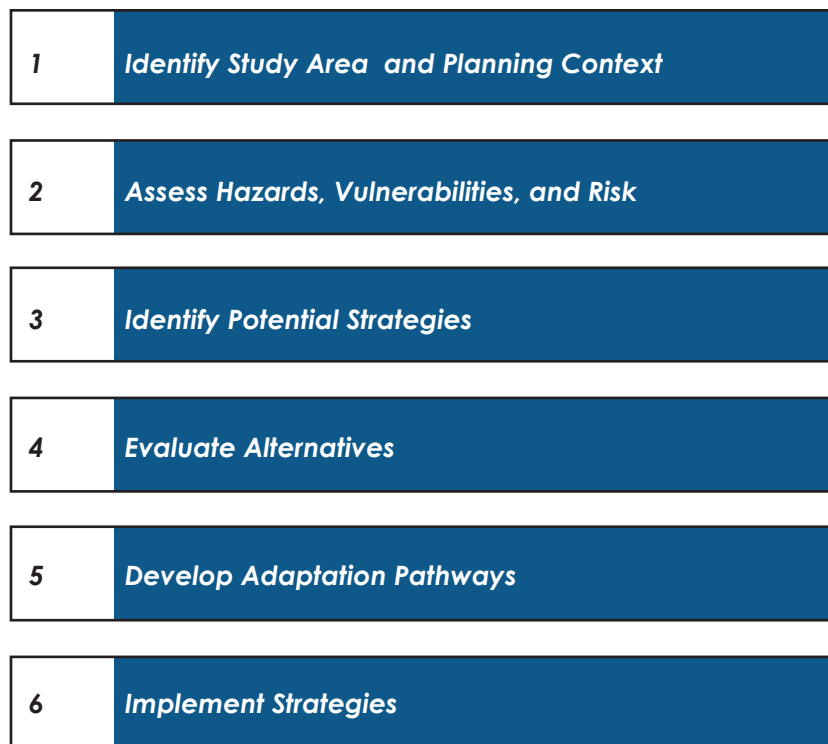 1 Identify Study Area and Planning Context
2 Assess Hazards, Vulnerabilities, and Risk
3 Identify Potential Strategies
4 Evaluate Alternatives
5 Develop Adaptation Pathways
6 Implement Strategies